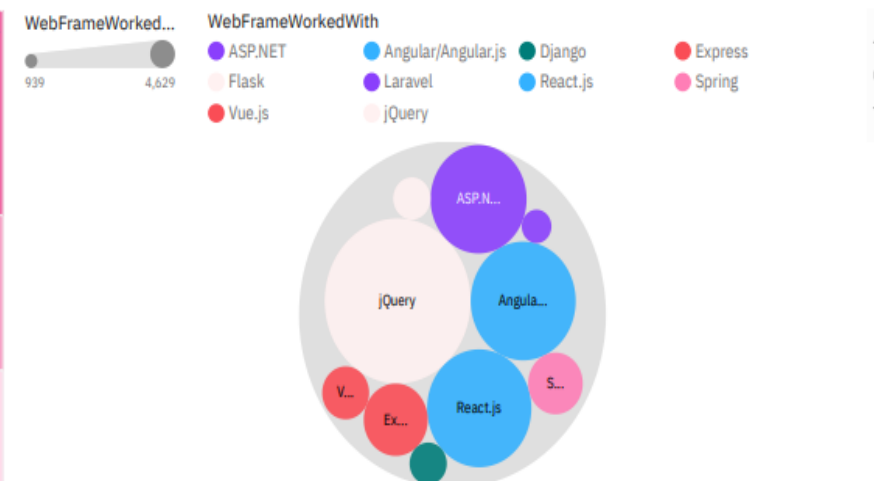 WebFrameWorked...
939 4,629
WebFrameWorkedWith
ASP.NET Angular/Angular.js Django Express
Flask Laravel React.js Spring
Vue.js jQuery
ASP.N...
jQuery
Angula...
S...
V...
React.js
Ex...